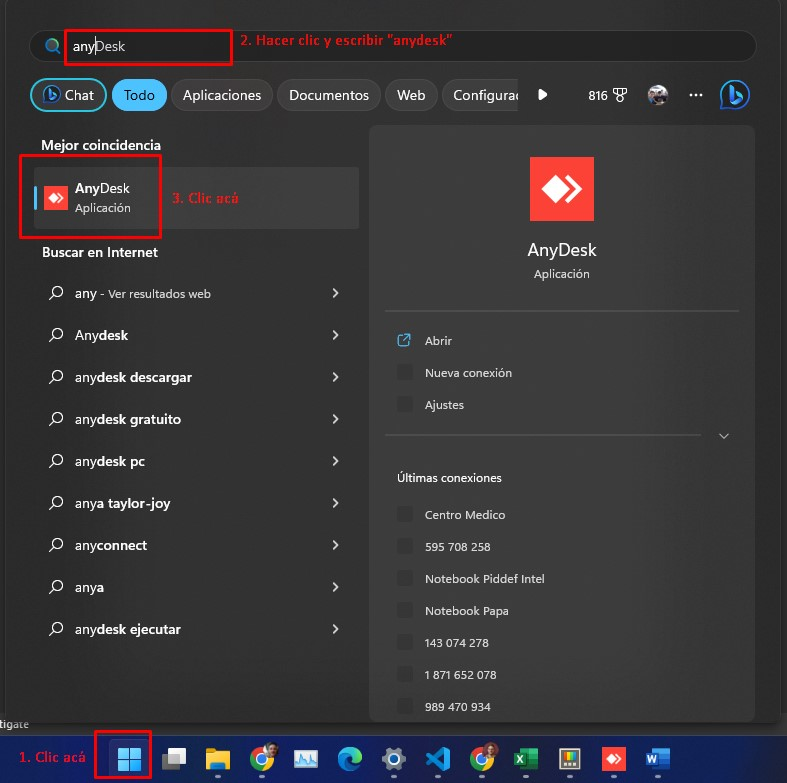 anyDesk
2. Hacer clic y escribir "anydesk"
Chat
Todo
Aplicaciones
Documentos
Web
Configurac
816
Mejor coincidencia
AnyDesk
Aplicación
3. Clic acá
Buscar en Internet
any - Ver resultados web
Anydesk
anydesk descargar
anydesk gratuito
anydesk pc
anya taylor-joy
anyconnect
anya
anydesk ejecutar
AnyDesk
Aplicación
Abrir
Nueva conexión
Ajustes
Últimas conexiones
Centro Medico
595 708 258
Notebook Piddef Intel
Notebook Papa
143 074 278
1 871 652 078
989 470 934
tigate
1. Clic acá